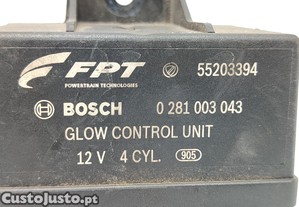 FPT 55203394
POWERTRAIN TECHNOLOGIES
BOSCH 0 281 003 043
GLOW CONTROL UNIT
12 V 4 CYL. 905
CustoJusto.pt